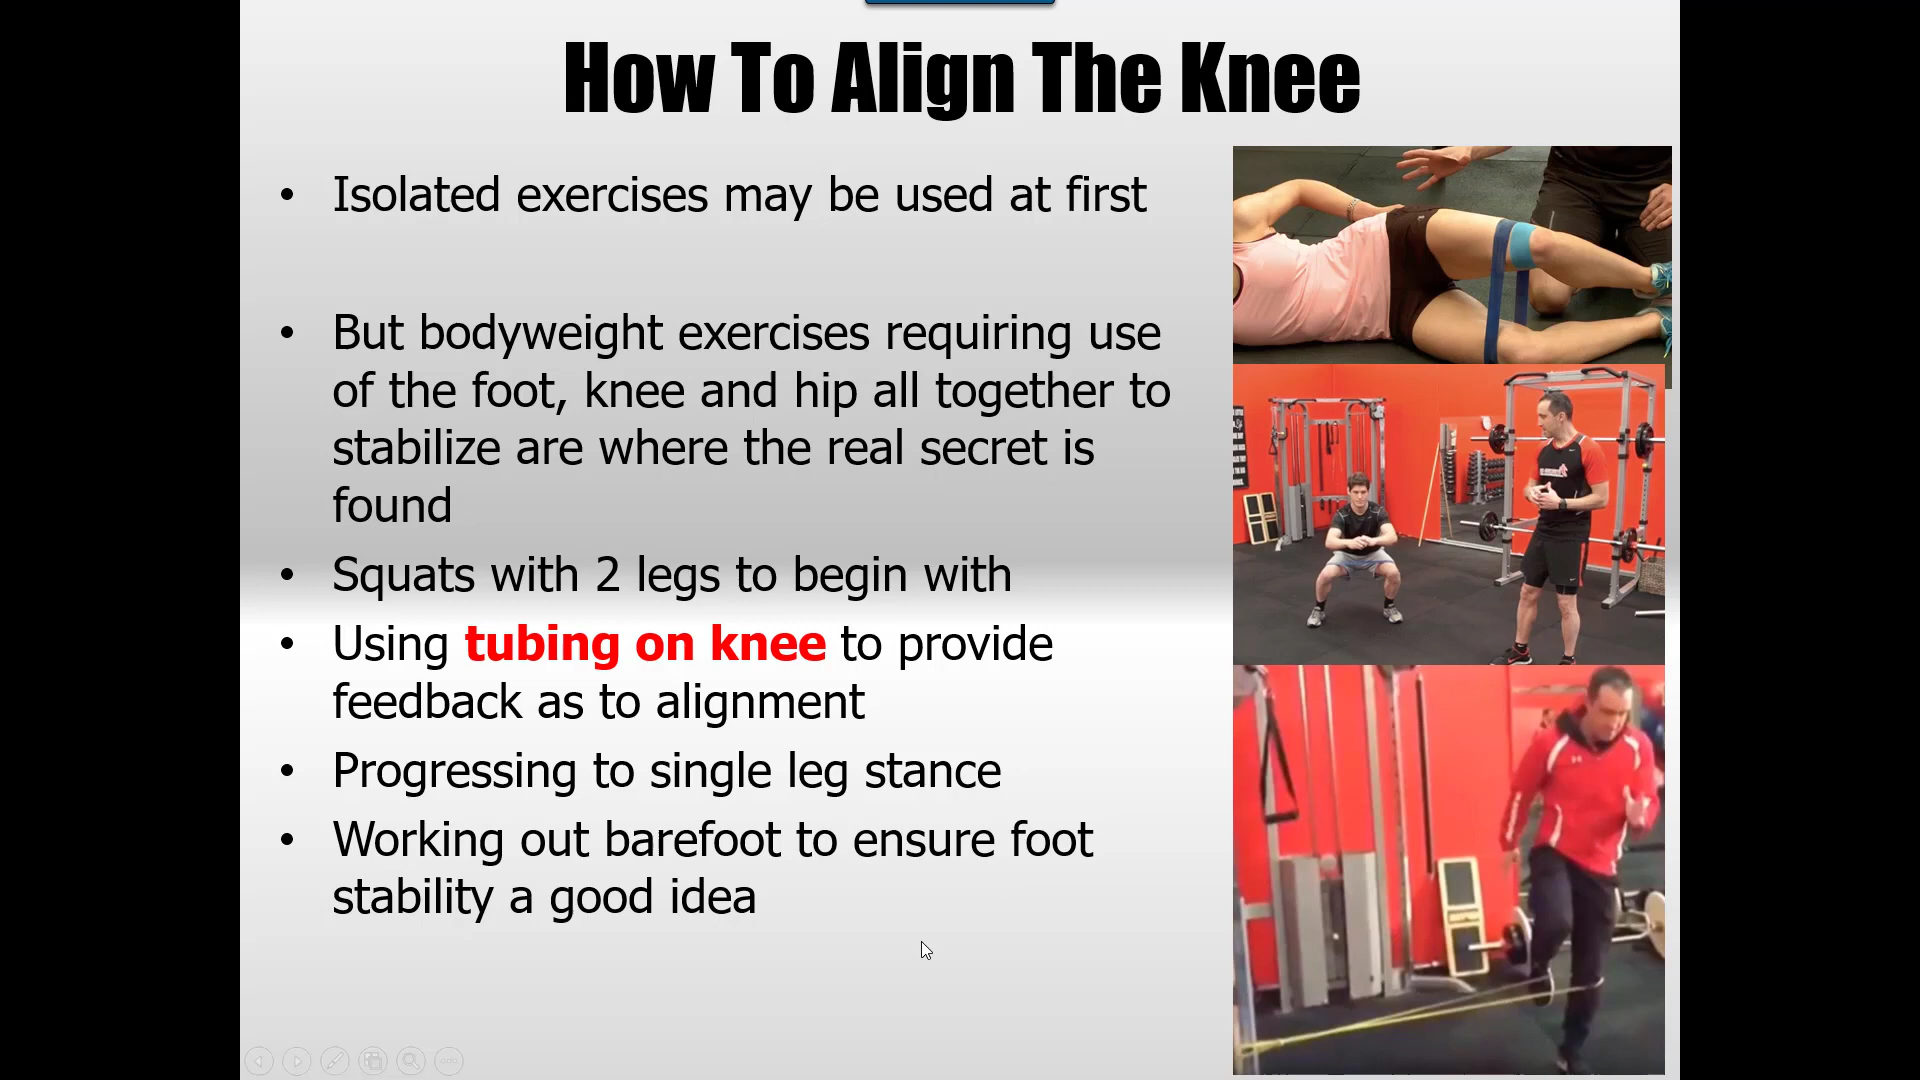 How To Align The Knee
• Isolated exercises may be used at first
• But bodyweight exercises requiring use
of the foot, knee and hip all together to
stabilize are where the real secret is
found
• Squats with 2 legs to begin with
• Using tubing on knee to provide
feedback as to alignment
• Progressing to single leg stance
• Working out barefoot to ensure foot
stability a good idea